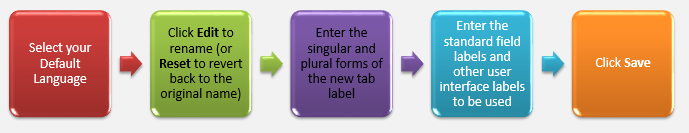 Select your
Default
Language
Click Edit to
rename (or
Reset to revert
back to the
original name)
Enter the
singular and
plural forms of
the new tab
label
Enter the
standard field
labels and
other user
interface labels
to be used
Click Save